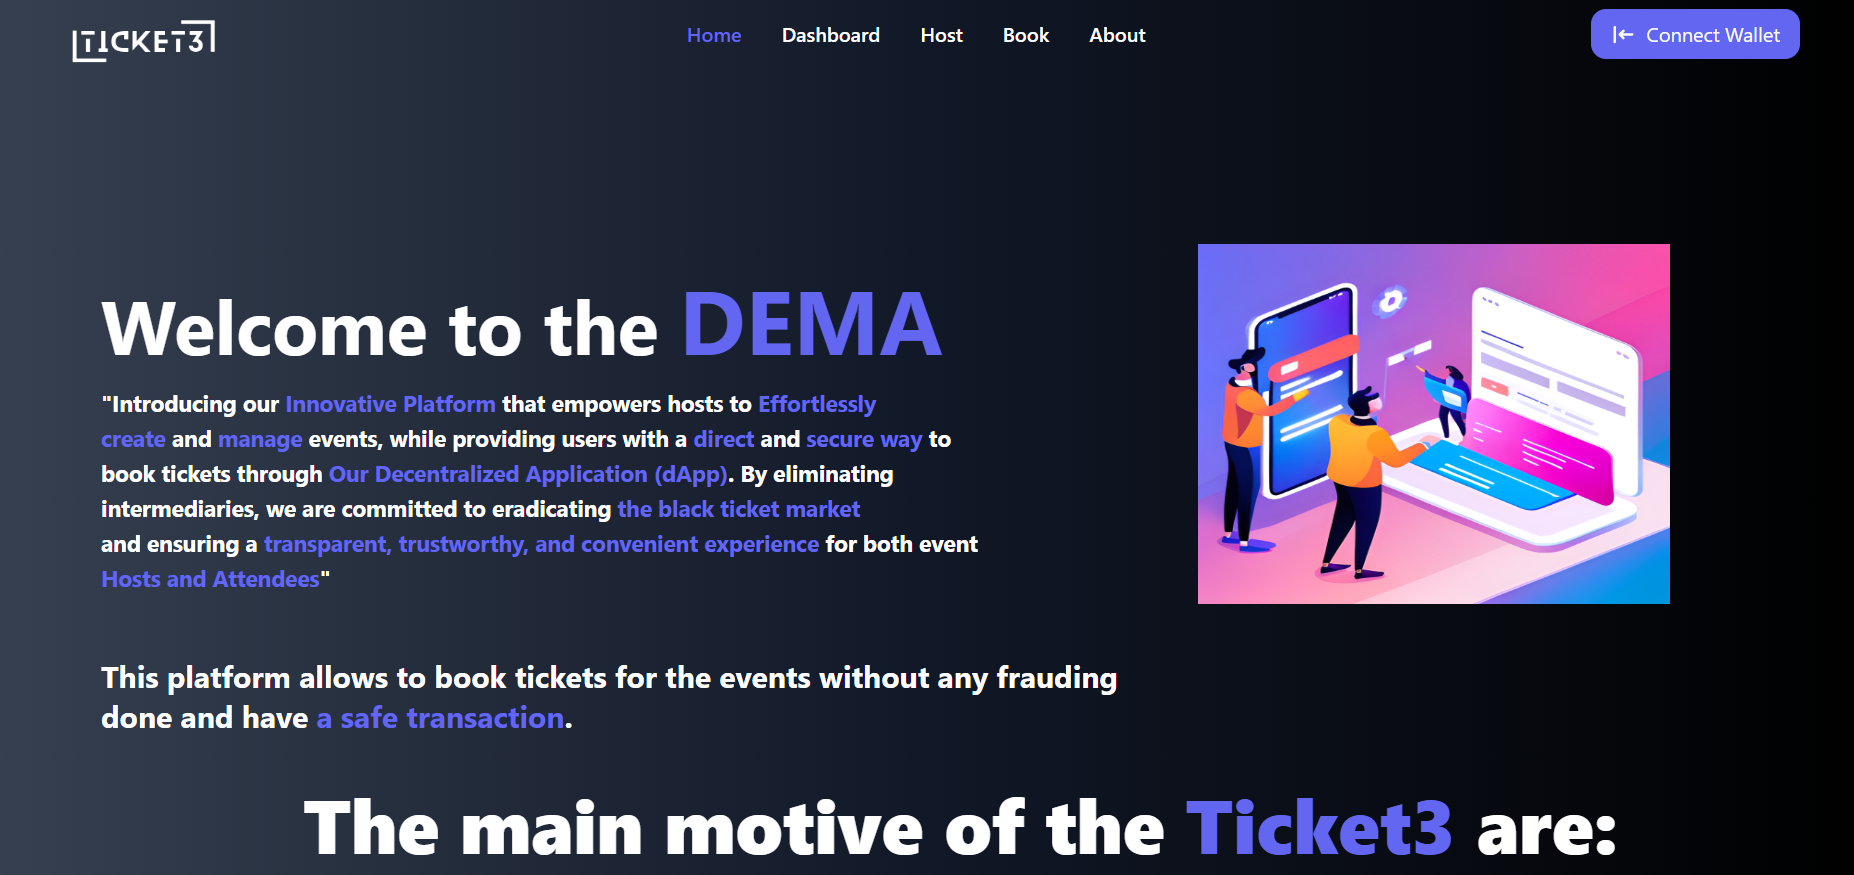 TICKET3
Home Dashboard Host Book About
Connect Wallet
Welcome to the DEMA
"Introducing our Innovative Platform that empowers hosts to Effortlessly
create and manage events, while providing users with a direct and secure way to
book tickets through Our Decentralized Application (dApp). By eliminating
intermediaries, we are committed to eradicating the black ticket market
and ensuring a transparent, trustworthy, and convenient experience for both event
Hosts and Attendees"
This platform allows to book tickets for the events without any frauding
done and have a safe transaction.
The main motive of the Ticket3 are: